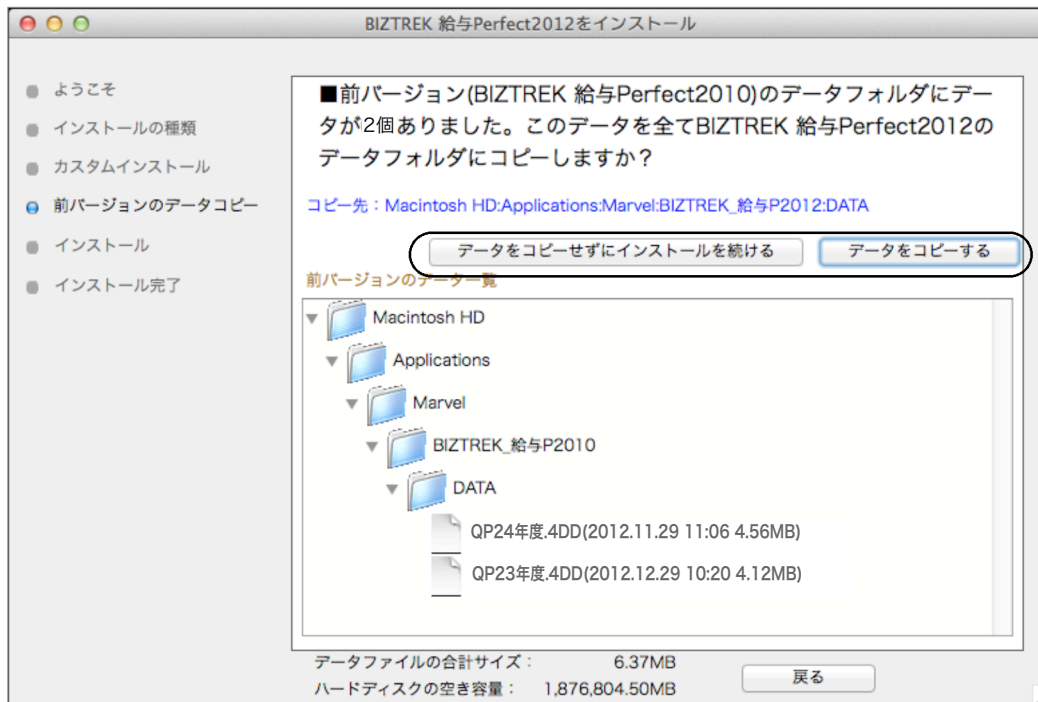 BIZTREK 給与Perfect2012をインストール
ようこそ
インストールの種類
カスタムインストール
前バージョンのデータコピー
インストール
インストール完了
■前バージョン(BIZTREK 給与Perfect2010)のデータフォルダにデー
タが2個ありました。このデータを全てBIZTREK 給与Perfect2012の
データフォルダにコピーしますか？
コピー先：Macintosh HD:Applications:Marvel:BIZTREK_給与P2012:DATA
データをコピーせずにインストールを続ける データをコピーする
前バージョンのデータ一覧
Macintosh HD
Applications
Marvel
BIZTREK_給与P2010
DATA
QP24年度.4DD(2012.11.29 11:06 4.56MB)
QP23年度.4DD(2012.12.29 10:20 4.12MB)
データファイルの合計サイズ： 6.37MB
ハードディスクの空き容量： 1,876,804.50MB
戻る